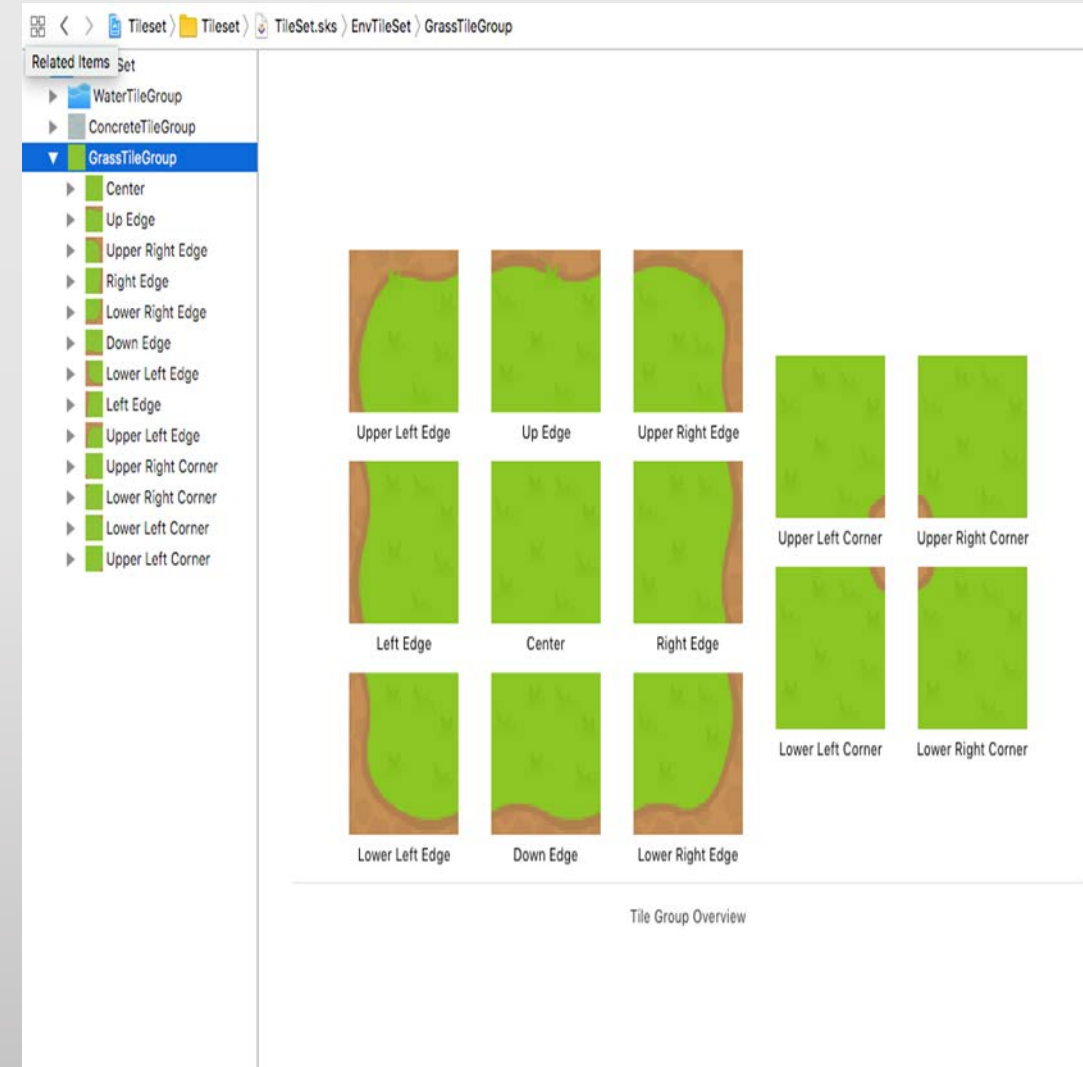 Tileset Tileset TileSet.sks EnvTileSet GrassTileGroup
Related Items Set
WaterTileGroup
ConcreteTileGroup
GrassTileGroup
Center
Up Edge
Upper Right Edge
Right Edge
Lower Right Edge
Down Edge
Lower Left Edge
Left Edge
Upper Left Edge
Upper Right Corner
Lower Right Corner
Lower Left Corner
Upper Left Corner
Upper Left Edge Up Edge Upper Right Edge
Upper Left Corner Upper Right Corner
Left Edge Center Right Edge
Lower Left Corner Lower Right Corner
Lower Left Edge Down Edge Lower Right Edge
Tile Group Overview